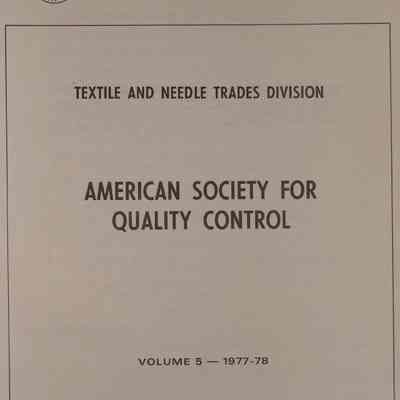 TEXTILE AND NEEDLE TRADES DIVISION
AMERICAN SOCIETY FOR
QUALITY CONTROL
VOLUME 5 — 1977-78